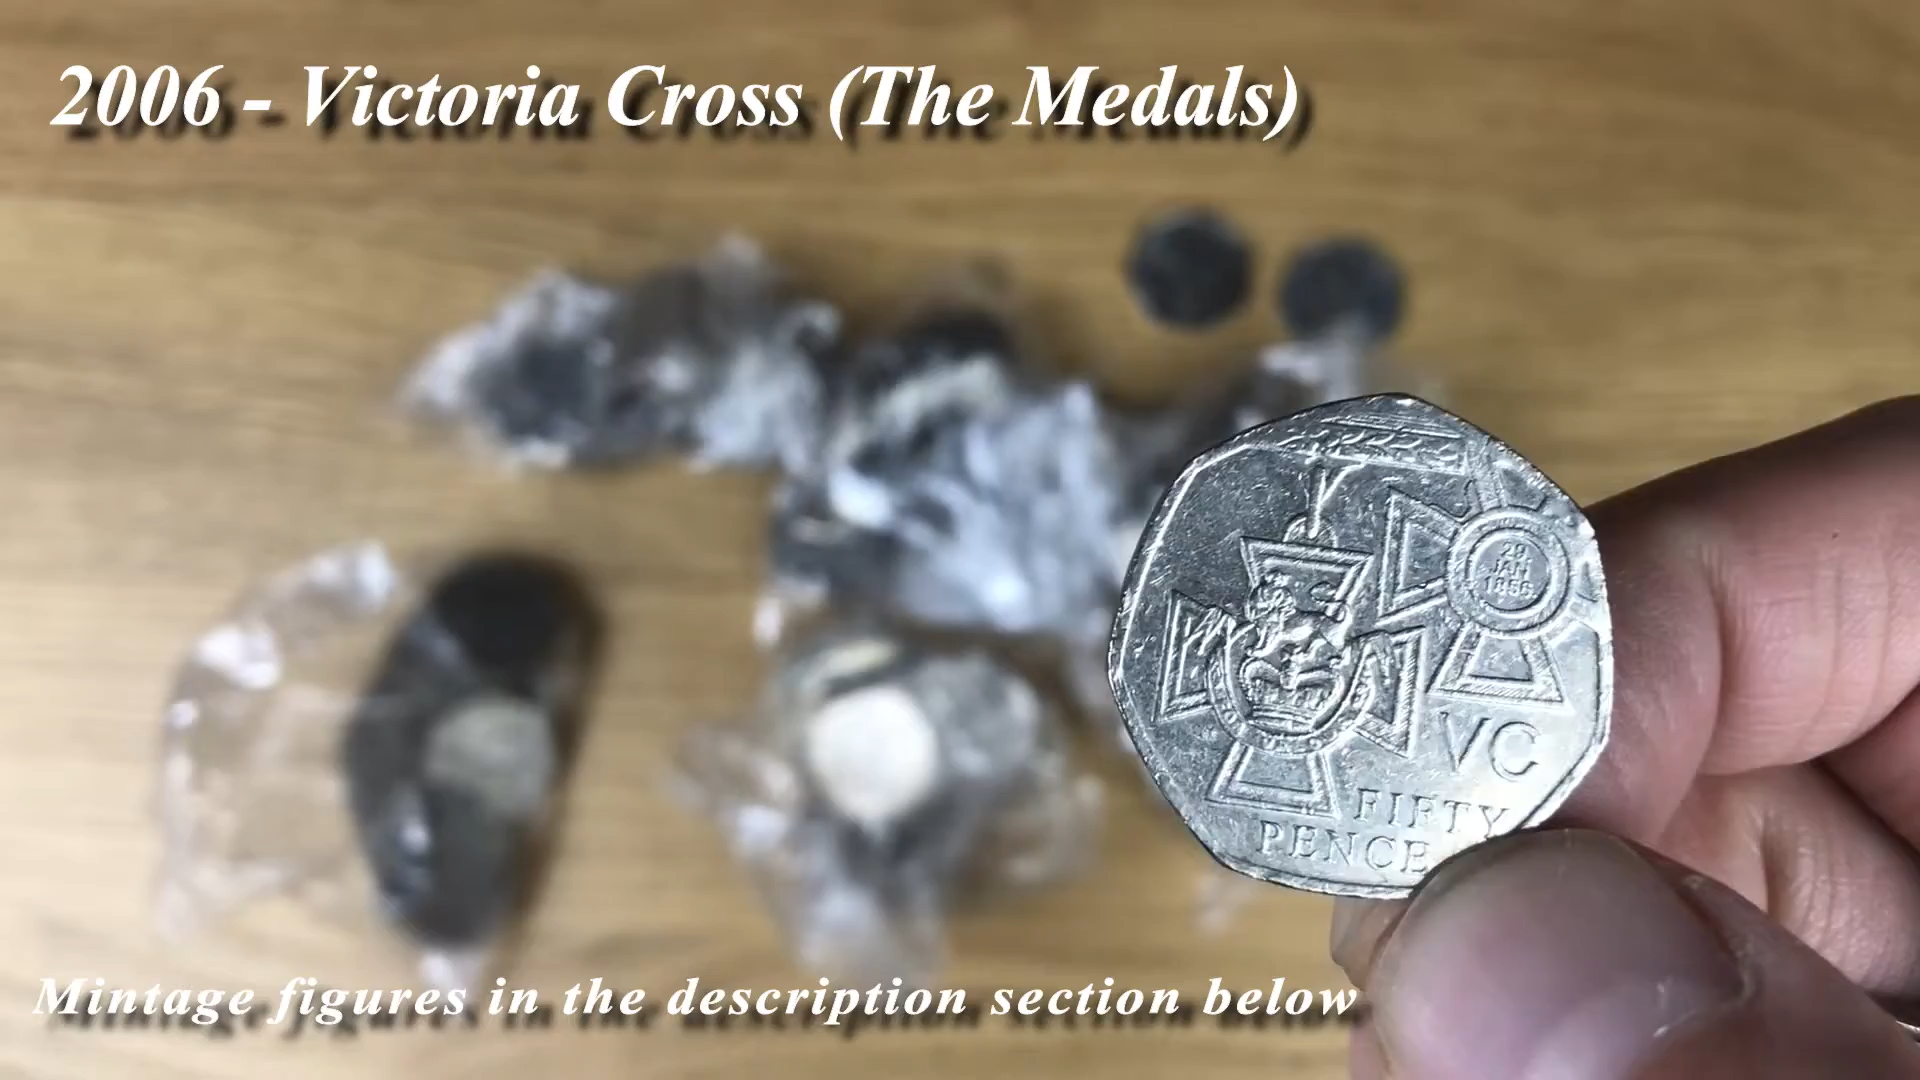 2006 - Victoria Cross (The Medals)
29
JAN
1856
VC
FIFTY
PENCE
Mintage figures in the description section below